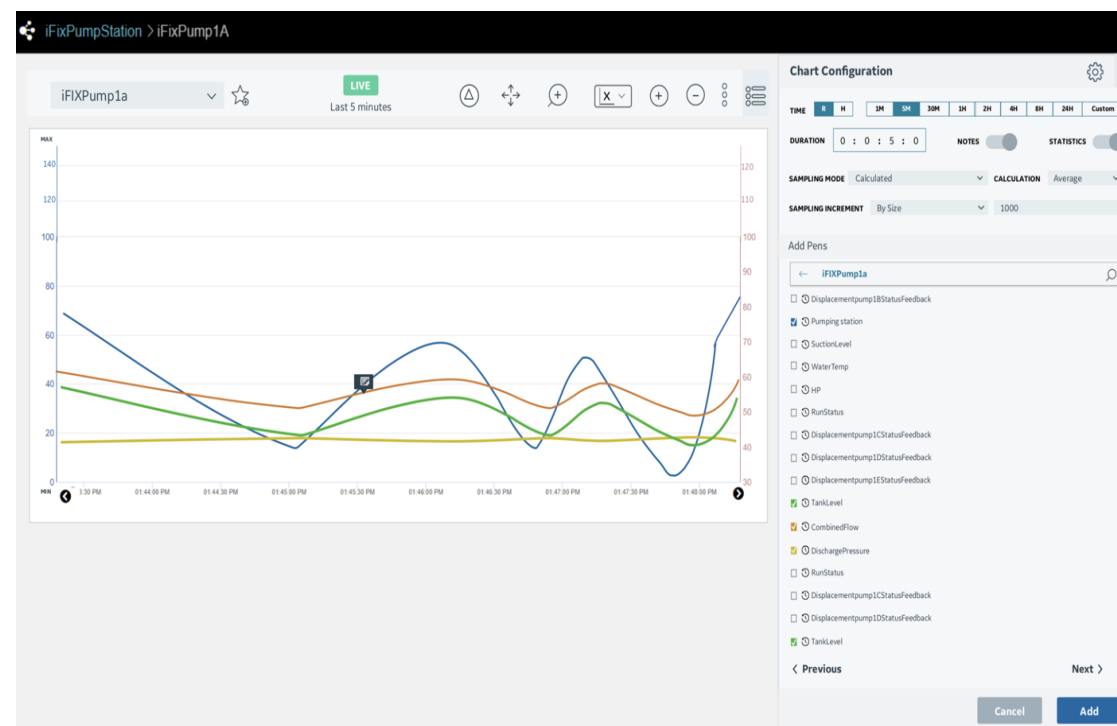 iFixPumpStation > iFixPump1A
iFIXPump1a
LIVE
Last 5 minutes
X
MAX
140
120
100
80
60
40
20
0
MIN
120
110
100
90
80
70
60
50
40
30
3:30 PM 01:44:00 PM 01:44:30 PM 01:45:00 PM 01:45:30 PM 01:46:00 PM 01:46:30 PM 01:47:00 PM 01:47:30 PM 01:48:00 PM
Chart Configuration
TIME R H 1M 5M 30M 1H 2H 4H 8H 24H Custom
DURATION 0 : 0 : 5 : 0 NOTES STATISTICS
SAMPLING MODE Calculated CALCULATION Average
SAMPLING INCREMENT By Size 1000
Add Pens
← iFIXPump1a
Displacementpump1BStatusFeedback
Pumping station
SuctionLevel
WaterTemp
HP
RunStatus
Displacementpump1CStatusFeedback
Displacementpump1DStatusFeedback
Displacementpump1EStatusFeedback
TankLevel
CombinedFlow
DischargePressure
RunStatus
Displacementpump1CStatusFeedback
Displacementpump1DStatusFeedback
TankLevel
< Previous Next >
Cancel Add